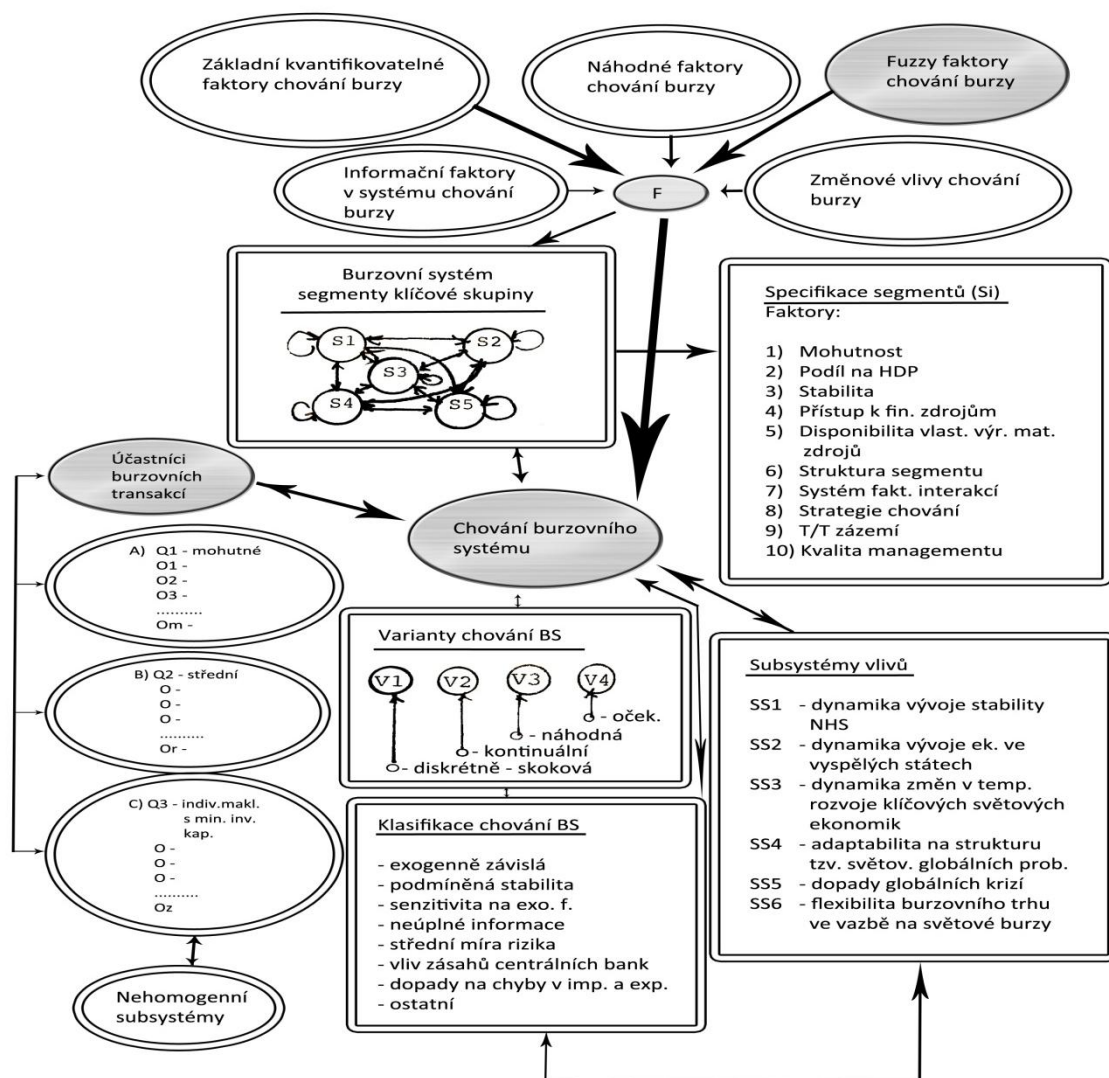 Základní kvantifikovatelné
faktory chování burzy
Náhodné faktory
chování burzy
Fuzzy faktory
chování burzy
Informační faktory
v systému chování
burzy
F
Změnové vlivy chování
burzy
Burzovní systém
segmenty klíčové skupiny
S1
S2
S3
S4
S5
Specifikace segmentů (Si)
Faktory:
1) Mohutnost
2) Podíl na HDP
3) Stabilita
4) Přístup k fin. zdrojům
5) Disponibilita vlast. výr. mat.
zdrojů
6) Struktura segmentu
7) Systém fakt. interakcí
8) Strategie chování
9) T/T zázemí
10) Kvalita managementu
Účastníci
burzovních
transakcí
Chování burzovního
systému
A) Q1 - mohutné
O1 -
O2 -
O3 -
..........
Om -
B) Q2 - střední
O -
O -
O -
..........
Or -
C) Q3 - indiv.makl.
s min. inv.
kap.
O -
O -
O -
..........
Oz
Nehomogenní
subsystémy
Varianty chování BS
V1
V2
V3
V4
O - oček.
O - náhodná
O - kontinuální
O- diskrétně - skoková
Klasifikace chování BS
- exogenně závislá
- podmíněná stabilita
- senzitivita na exo. f.
- neúplné informace
- střední míra rizika
- vliv zásahů centrálních bank
- dopady na chyby v imp. a exp.
- ostatní
Subsystémy vlivů
SS1 - dynamika vývoje stability
NHS
SS2 - dynamika vývoje ek. ve
vyspělých státech
SS3 - dynamika změn v temp.
rozvoje klíčových světových
ekonomik
SS4 - adaptabilita na strukturu
tzv. světov. globálních prob.
SS5 - dopady globálních krizí
SS6 - flexibilita burzovního trhu
ve vazbě na světové burzy